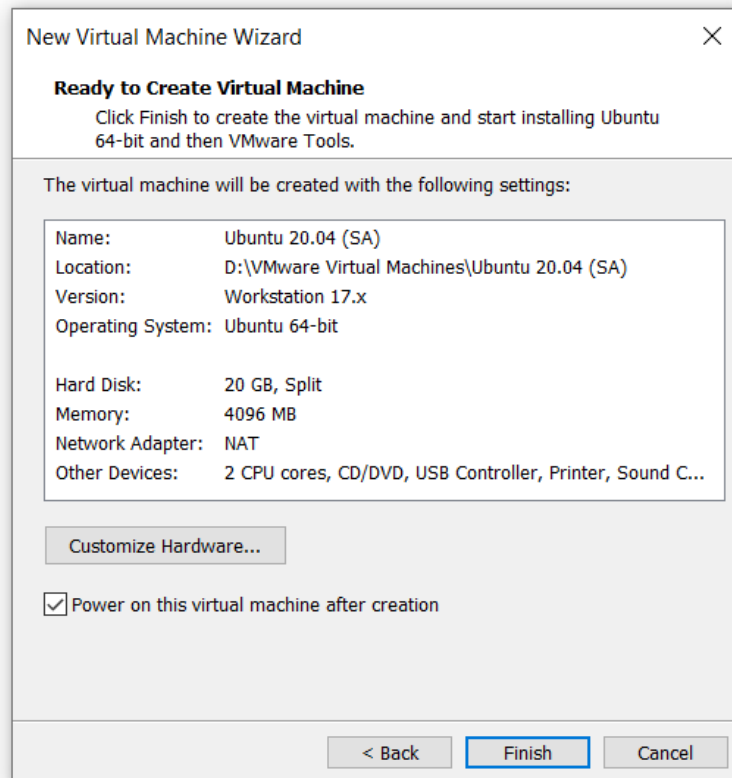 New Virtual Machine Wizard
Ready to Create Virtual Machine
Click Finish to create the virtual machine and start installing Ubuntu
64-bit and then VMware Tools.
The virtual machine will be created with the following settings:
Name: Ubuntu 20.04 (SA)
Location: D:\VMware Virtual Machines\Ubuntu 20.04 (SA)
Version: Workstation 17.x
Operating System: Ubuntu 64-bit
Hard Disk: 20 GB, Split
Memory: 4096 MB
Network Adapter: NAT
Other Devices: 2 CPU cores, CD/DVD, USB Controller, Printer, Sound C...
Customize Hardware...
Power on this virtual machine after creation
< Back Finish Cancel